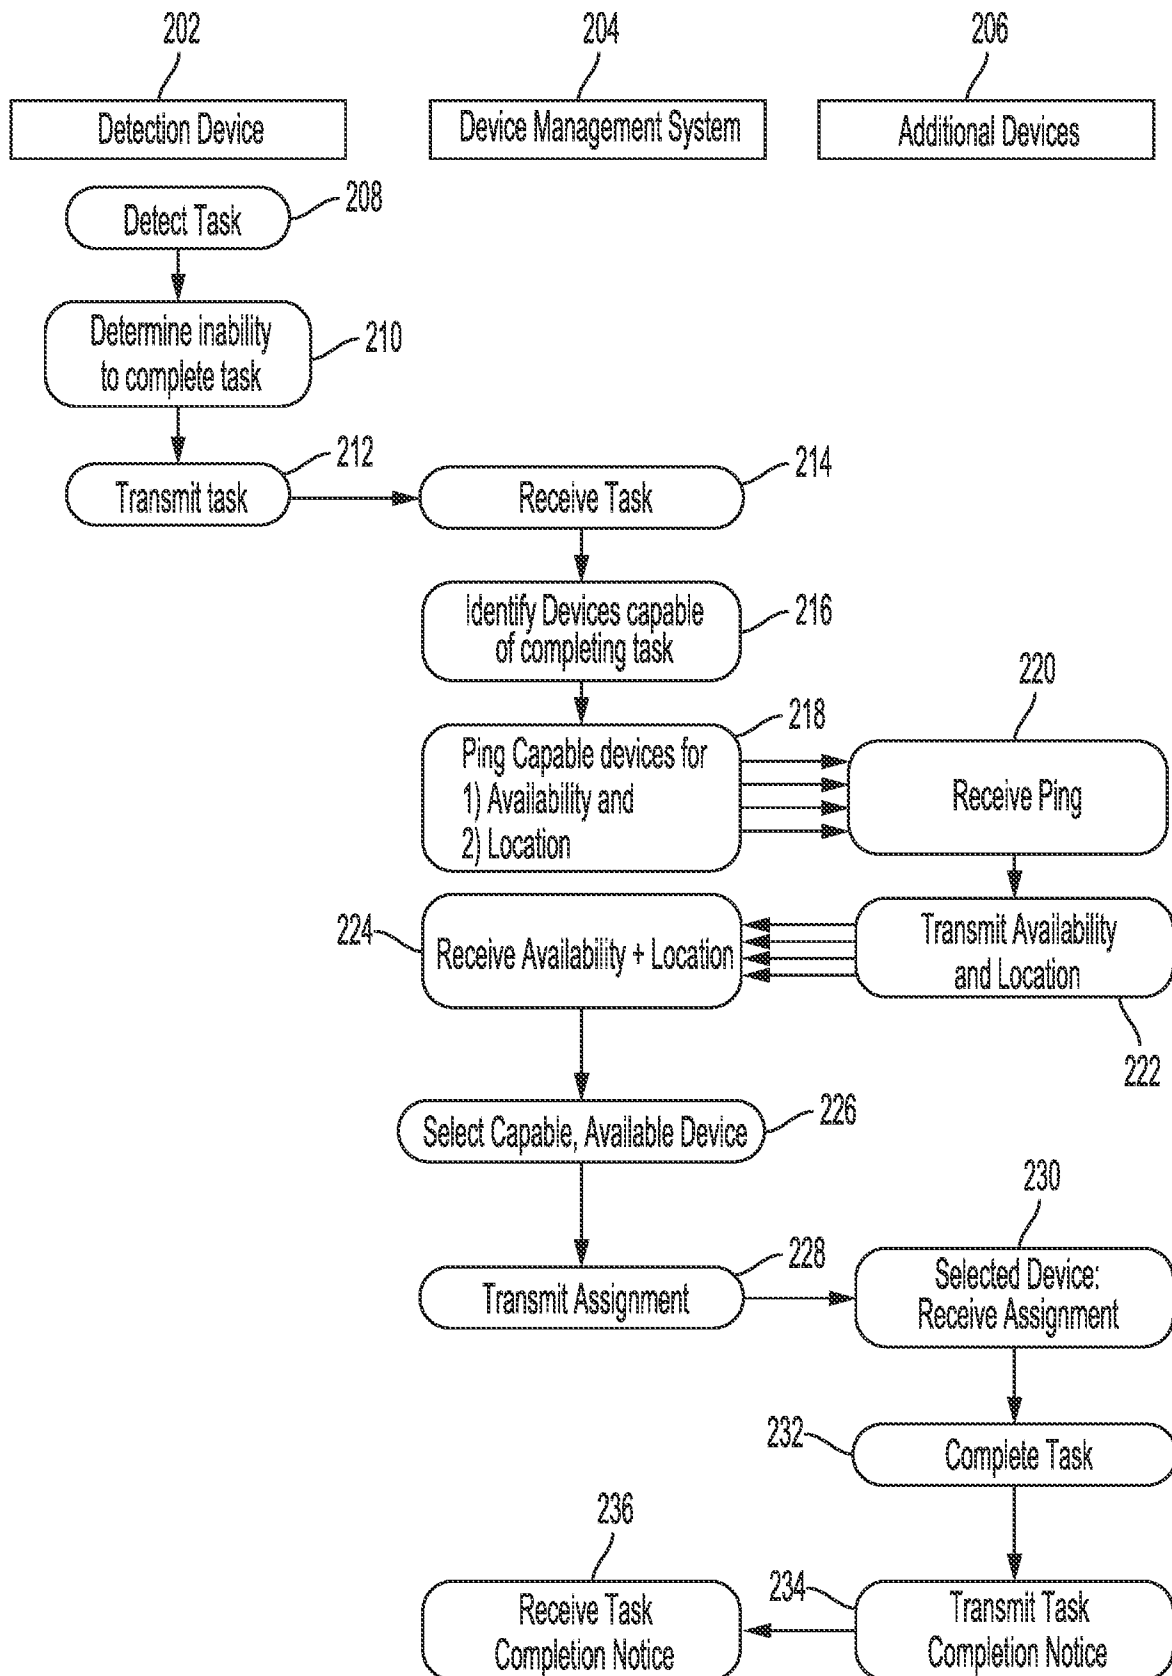 202
204
206
Detection Device
Device Management System
Additional Devices
Detect Task
208
Determine inability
to complete task
210
Transmit task
212
Receive Task
214
Identify Devices capable
of completing task
216
Ping Capable devices for
1) Availability and
2) Location
218
220
Receive Ping
224
Receive Availability + Location
Transmit Availability
and Location
222
Select Capable, Available Device
226
Transmit Assignment
228
230
Selected Device:
Receive Assignment
232
Complete Task
236
Receive Task
Completion Notice
234
Transmit Task
Completion Notice